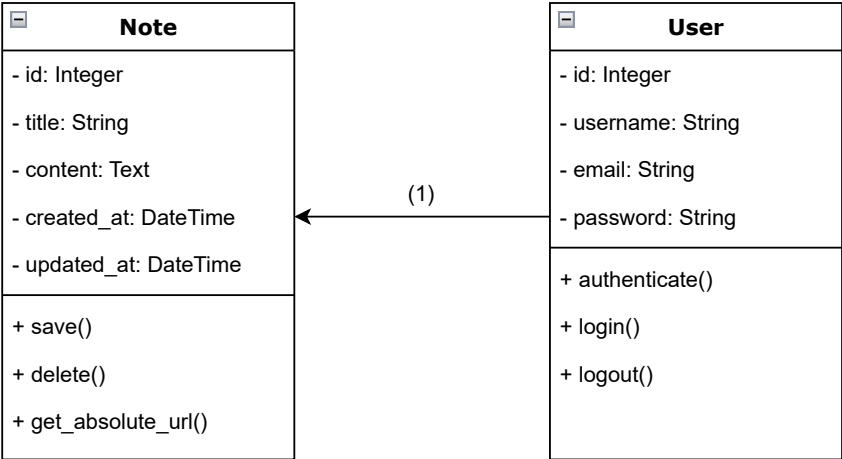 Note
- id: Integer
- title: String
- content: Text
- created_at: DateTime
- updated_at: DateTime
+ save()
+ delete()
+ get_absolute_url()
(1)
User
- id: Integer
- username: String
- email: String
- password: String
+ authenticate()
+ login()
+ logout()